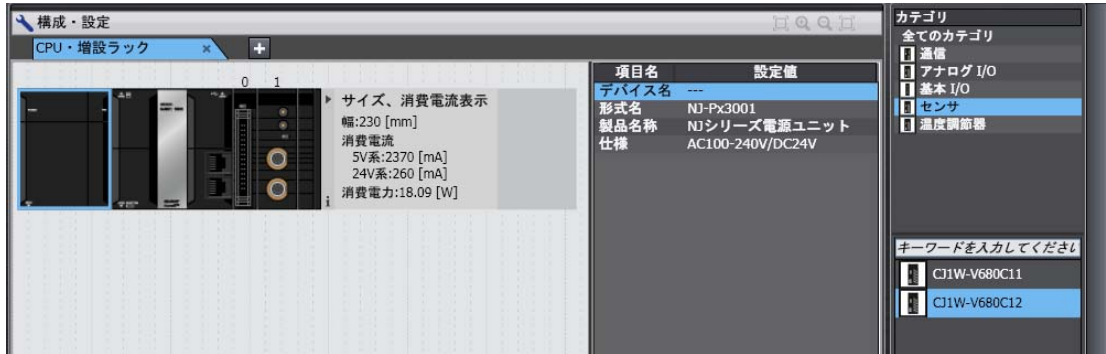 構成・設定
CPU・増設ラック
0 1
サイズ、消費電流表示
幅:230 [mm]
消費電流
5V系:2370 [mA]
24V系:260 [mA]
消費電力:18.09 [W]
項目名 設定値
デバイス名 ---
形式名 NJ-Px3001
製品名称 NJシリーズ電源ユニット
仕様 AC100-240V/DC24V
カテゴリ
全てのカテゴリ
通信
アナログ I/O
基本 I/O
センサ
温度調節器
キーワードを入力してください
CJ1W-V680C11
CJ1W-V680C12